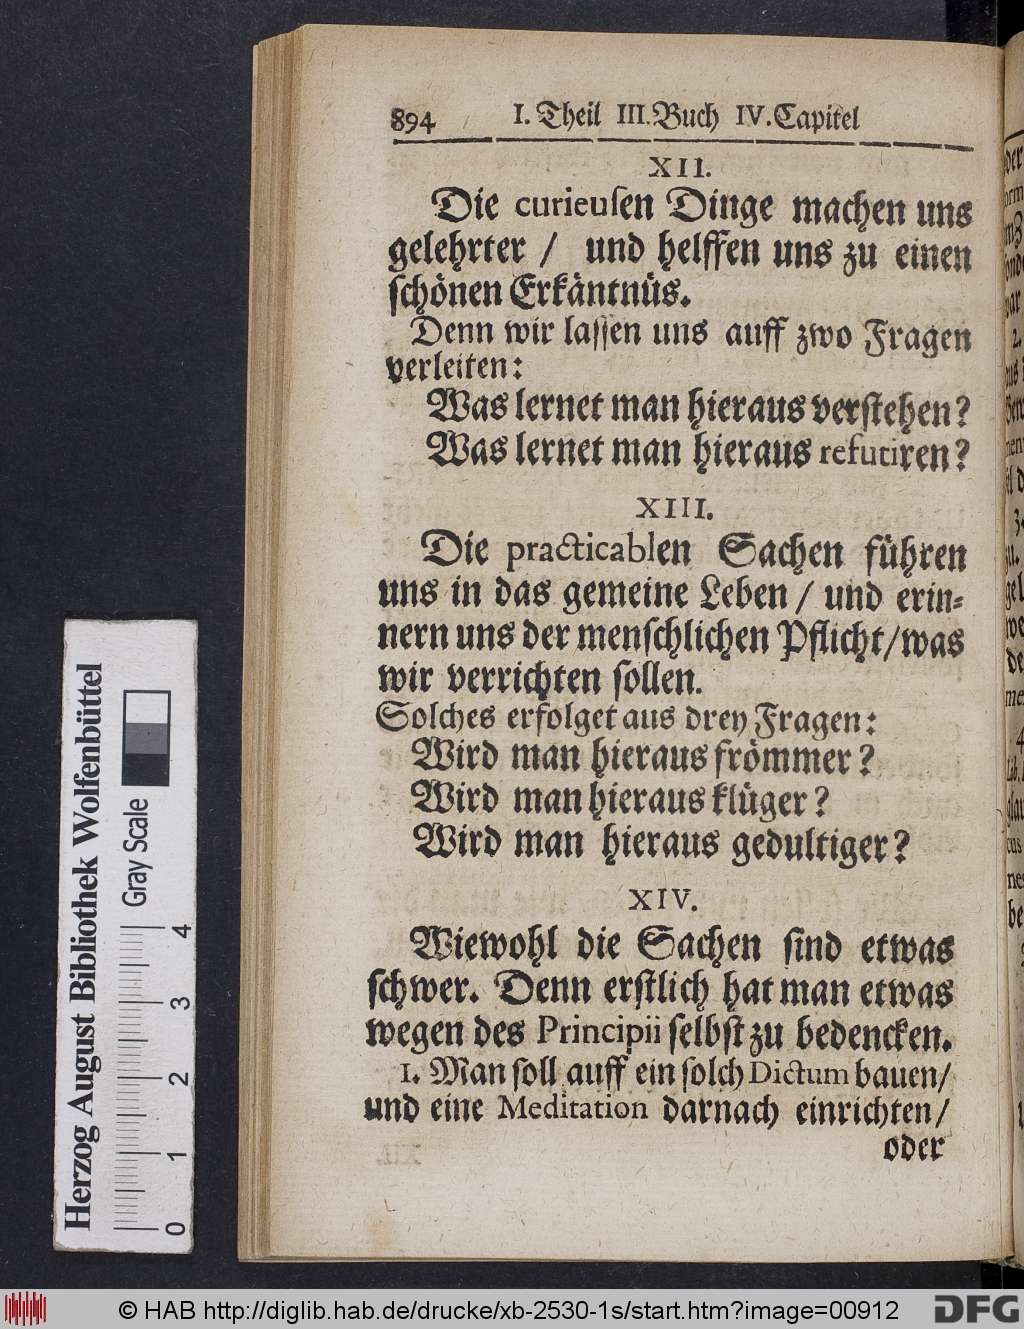 894 I. Theil III. Buch IV. Capitel
XII.
Die curieusen Dinge machen uns
gelehrter / und helffen uns zu einen
schönen Erkäntnüs.
Denn wir lassen uns auff zwo Fragen
verleiten:
Was lernet man hieraus verstehen?
Was lernet man hieraus refutiren?
XIII.
Die practicablen Sachen führen
uns in das gemeine Leben / und erin-
nern uns der menschlichen Pflicht / was
wir verrichten sollen.
Solches erfolget aus drey Fragen:
Wird man hieraus frömmer?
Wird man hieraus klüger?
Wird man hieraus gedultiger?
XIV.
Wiewohl die Sachen sind etwas
schwer. Denn erstlich hat man etwas
wegen des Principii selbst zu bedencken.
1. Man soll auff ein solch Dictum bauen /
und eine Meditation darnach einrichten /
oder
Herzog August Bibliothek Wolfenbüttel
Gray Scale
0 1 2 3 4
© HAB http://diglib.hab.de/drucke/xb-2530-1s/start.htm?image=00912
DFG